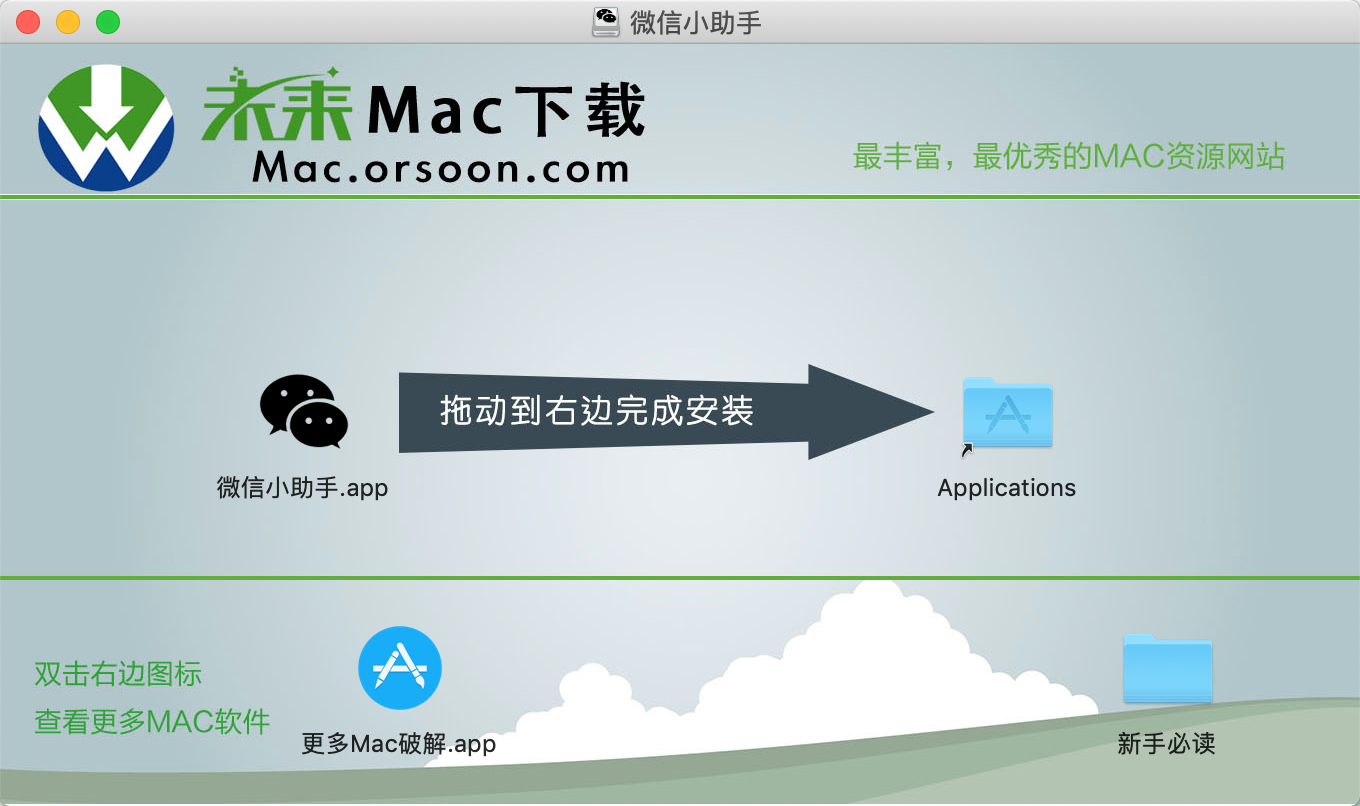 微信小助手
未来Mac下载
Mac.orsoon.com
最丰富，最优秀的MAC资源网站
拖动到右边完成安装
微信小助手.app
Applications
双击右边图标
查看更多MAC软件
更多Mac破解.app
新手必读